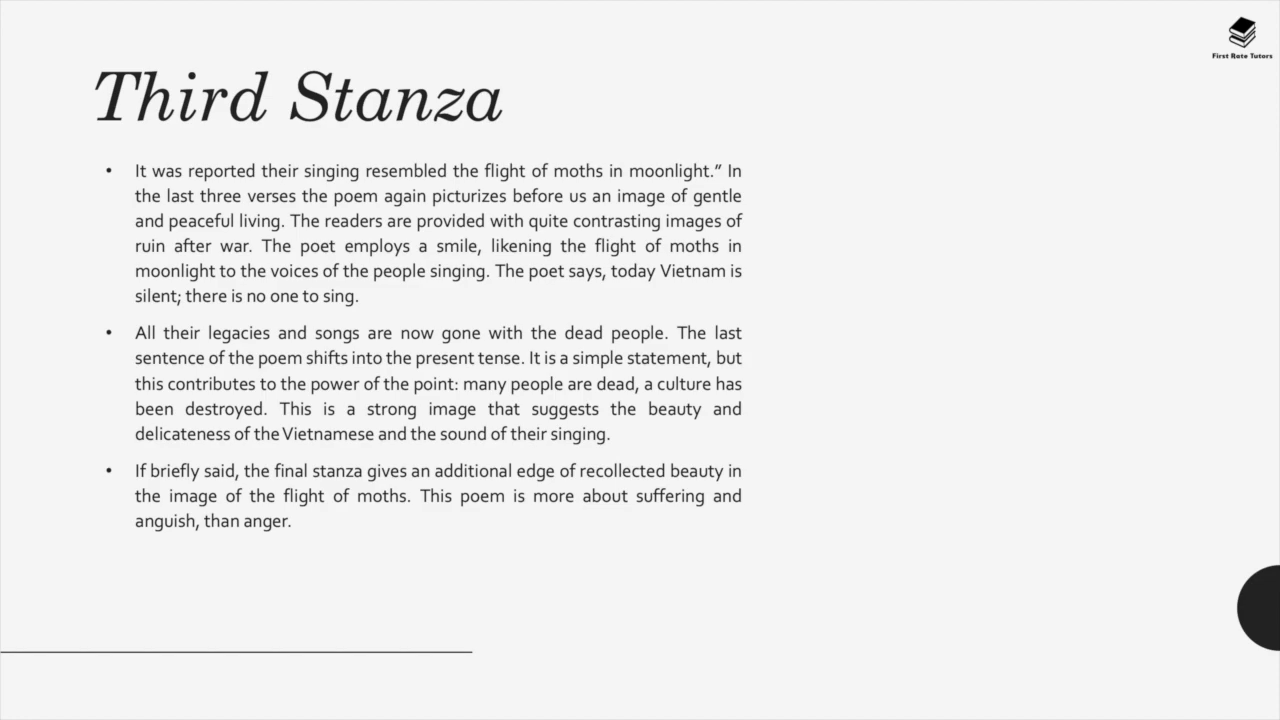 First Rate Tutors
Third Stanza
• It was reported their singing resembled the flight of moths in moonlight.” In
the last three verses the poem again picturizes before us an image of gentle
and peaceful living. The readers are provided with quite contrasting images of
ruin after war. The poet employs a smile, likening the flight of moths in
moonlight to the voices of the people singing. The poet says, today Vietnam is
silent; there is no one to sing.
• All their legacies and songs are now gone with the dead people. The last
sentence of the poem shifts into the present tense. It is a simple statement, but
this contributes to the power of the point: many people are dead, a culture has
been destroyed. This is a strong image that suggests the beauty and
delicateness of the Vietnamese and the sound of their singing.
• If briefly said, the final stanza gives an additional edge of recollected beauty in
the image of the flight of moths. This poem is more about suffering and
anguish, than anger.